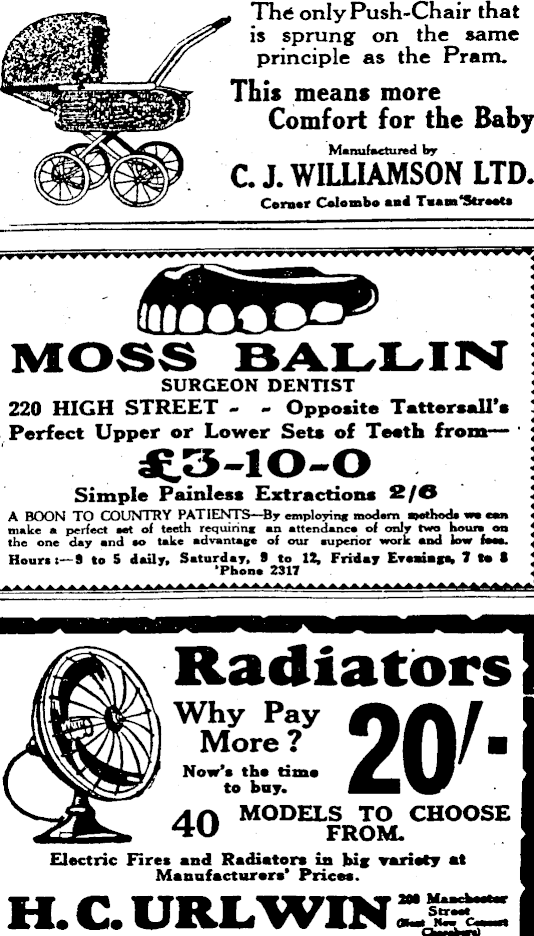 The only Push-Chair that
is sprung on the same
principle as the Pram.
This means more
Comfort for the Baby
Manufactured by
C. J. WILLIAMSON LTD.
Corner Colombo and Tuam Streets
MOSS BALLIN
SURGEON DENTIST
220 HIGH STREET - - Opposite Tattersall's
Perfect Upper or Lower Sets of Teeth from—
£3-10-0
Simple Painless Extractions 2/6
A BOON TO COUNTRY PATIENTS—By employing modern methods we can
make a perfect set of teeth requiring an attendance of only two hours on
the one day and so take advantage of our superior work and low fees.
Hours:—9 to 5 daily, Saturday, 9 to 12, Friday Evenings, 7 to 8
'Phone 2317
Radiators
Why Pay
More?
20/-
Now's the time
to buy.
40 MODELS TO CHOOSE
FROM.
Electric Fires and Radiators in big variety at
Manufacturers' Prices.
H. C. URLWIN
208 Manchester
Street
(Next New
Chambers)